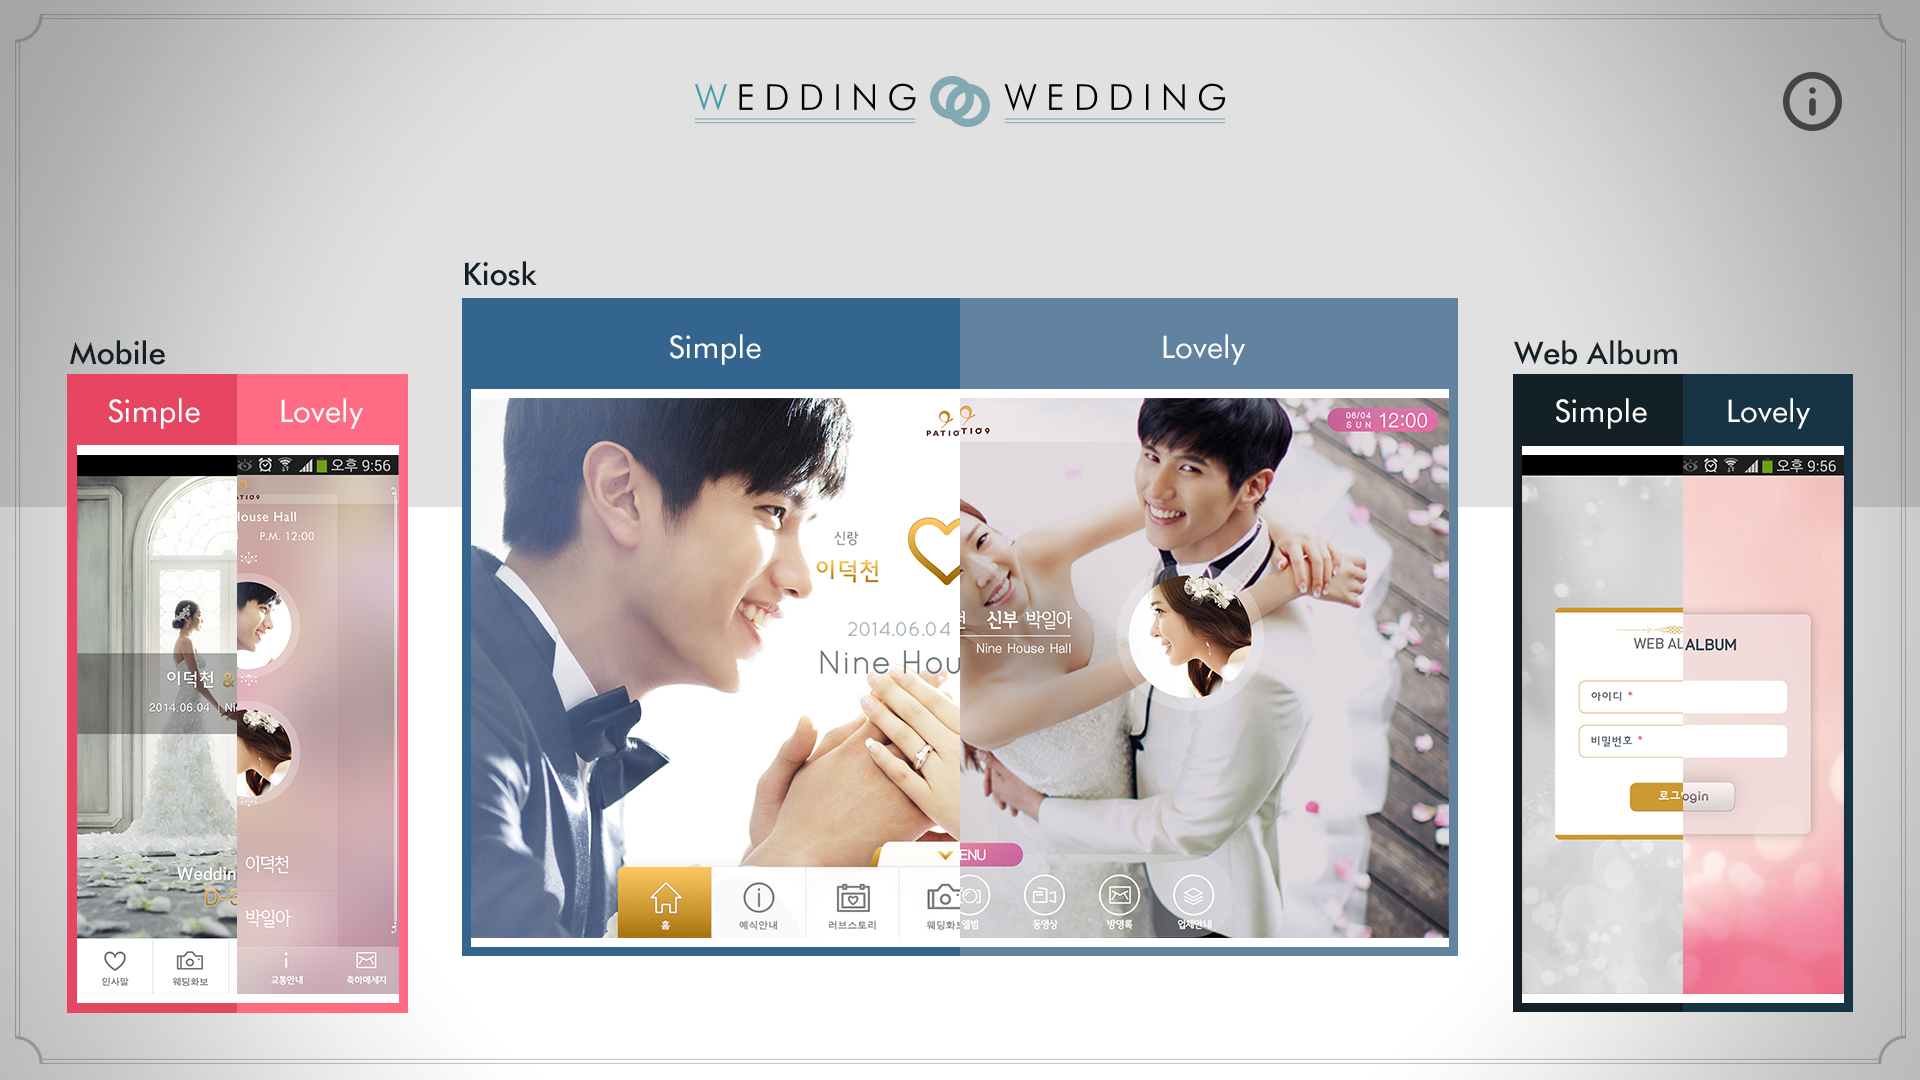 WEDDING WEDDING
Kiosk
Simple
Lovely
PATIO TIO9
06/04
SUN
12:00
신랑
이덕천
2014.06.04
Nine Hou
신부 박일아
Nine House Hall
ENU
홈
예식안내
러브스토리
웨딩화
앨범
동영상
방명록
업체안내
Mobile
Simple
Lovely
오후 9:56
TIO9
House Hall
P.M. 12:00
이덕천 &
2014.06.04 | Ni
Weddin
D-3
이덕천
박일아
인사말
웨딩화보
교통안내
축하메세지
Web Album
Simple
Lovely
오후 9:56
WEB AL ALBUM
아이디 *
비밀번호 *
로그 ogin